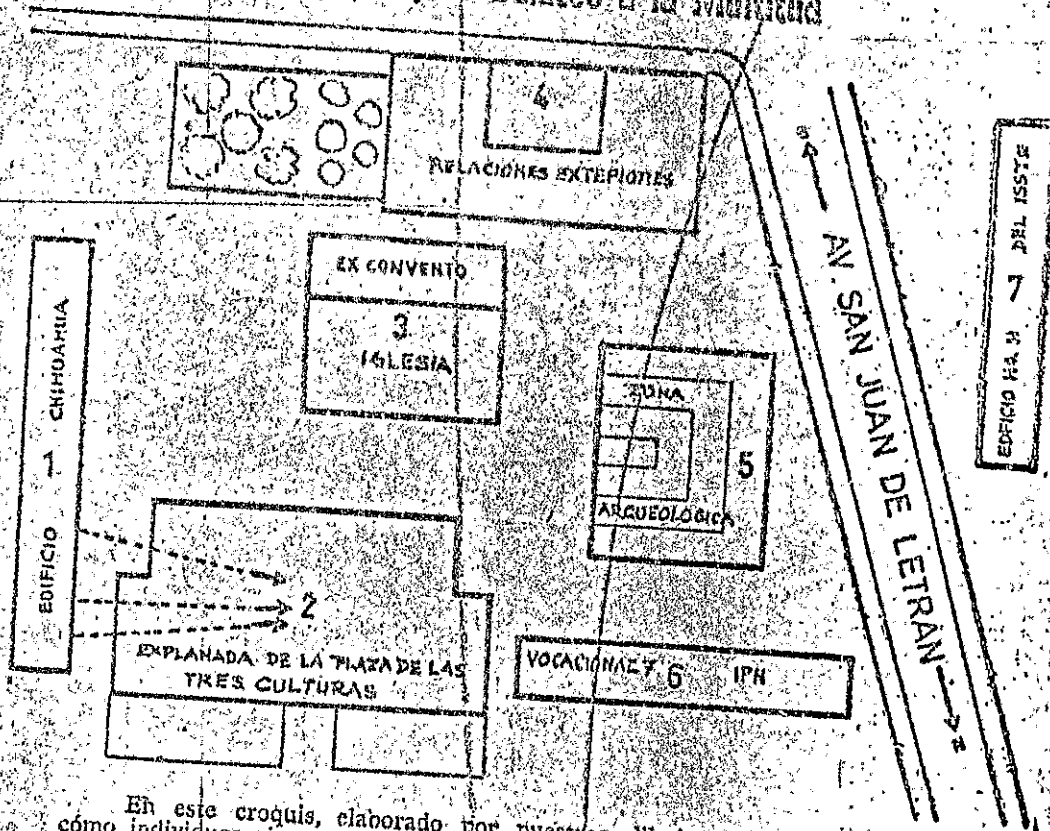 4
RELACIONES EXTERIORES
EX CONVENTO
3
IGLESIA
EDIFICIO 1 CHIHUAHUA
ZONA
ARQUEOLOGICA
5
AV. SAN JUAN DE LETRAN
EDIFICIO 7 DEL ISSSTE
2
EXPLANADA DE LA PLAZA DE LAS
TRES CULTURAS
VOCACIONAL 7 6 IPN
En este croquis, elaborado por
cómo